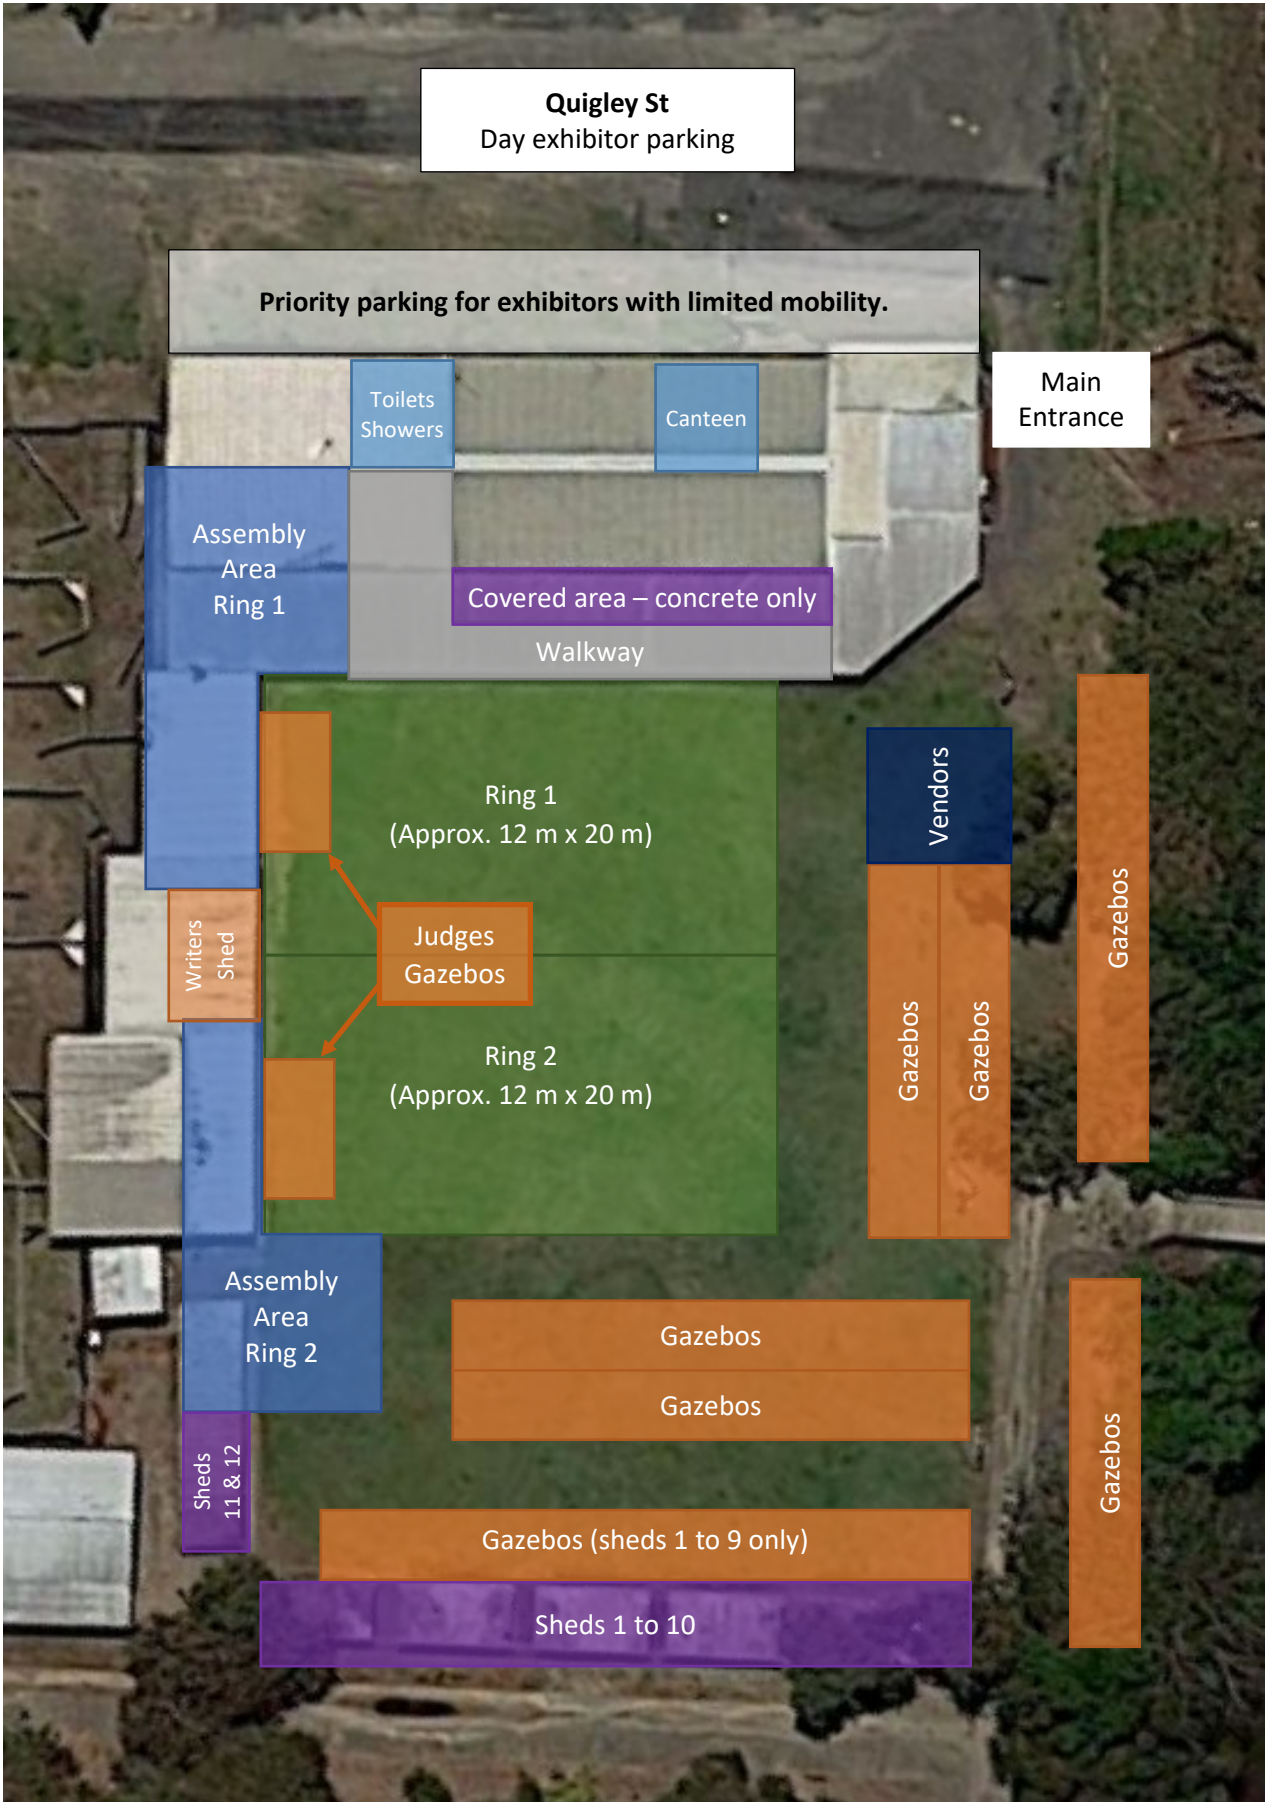 Quigley St
Day exhibitor parking
Priority parking for exhibitors with limited mobility.
Main
Entrance
Toilets
Showers
Canteen
Assembly
Area
Ring 1
Covered area – concrete only
Walkway
Ring 1
(Approx. 12 m x 20 m)
Vendors
Gazebos
Writers
Shed
Judges
Gazebos
Gazebos
Gazebos
Ring 2
(Approx. 12 m x 20 m)
Assembly
Area
Ring 2
Gazebos
Gazebos
Gazebos
Sheds
11 & 12
Gazebos (sheds 1 to 9 only)
Sheds 1 to 10